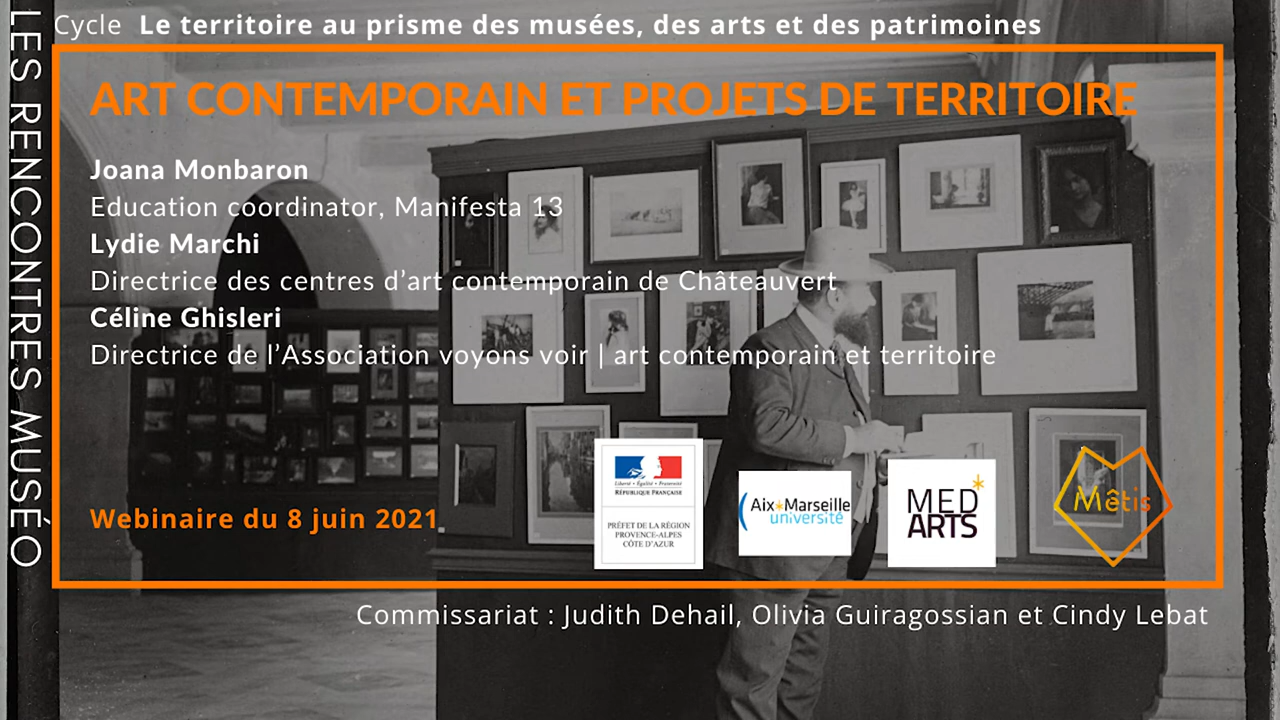 Cycle Le territoire au prisme des musées, des arts et des patrimoines
LES RENCONTRES MUSÉO
ART CONTEMPORAIN ET PROJETS DE TERRITOIRE
Joana Monbaron
Education coordinator, Manifesta 13
Lydie Marchi
Directrice des centres d’art contemporain de Châteauvert
Céline Ghisleri
Directrice de l’Association voyons voir | art contemporain et territoire
Webinaire du 8 juin 2021
Liberté • Égalité • Fraternité
RÉPUBLIQUE FRANÇAISE
PRÉFET DE LA RÉGION
PROVENCE-ALPES
CÔTE D’AZUR
Aix*Marseille
université
MED*
ARTS
Mêtis
Commissariat : Judith Dehail, Olivia Guiragossian et Cindy Lebat